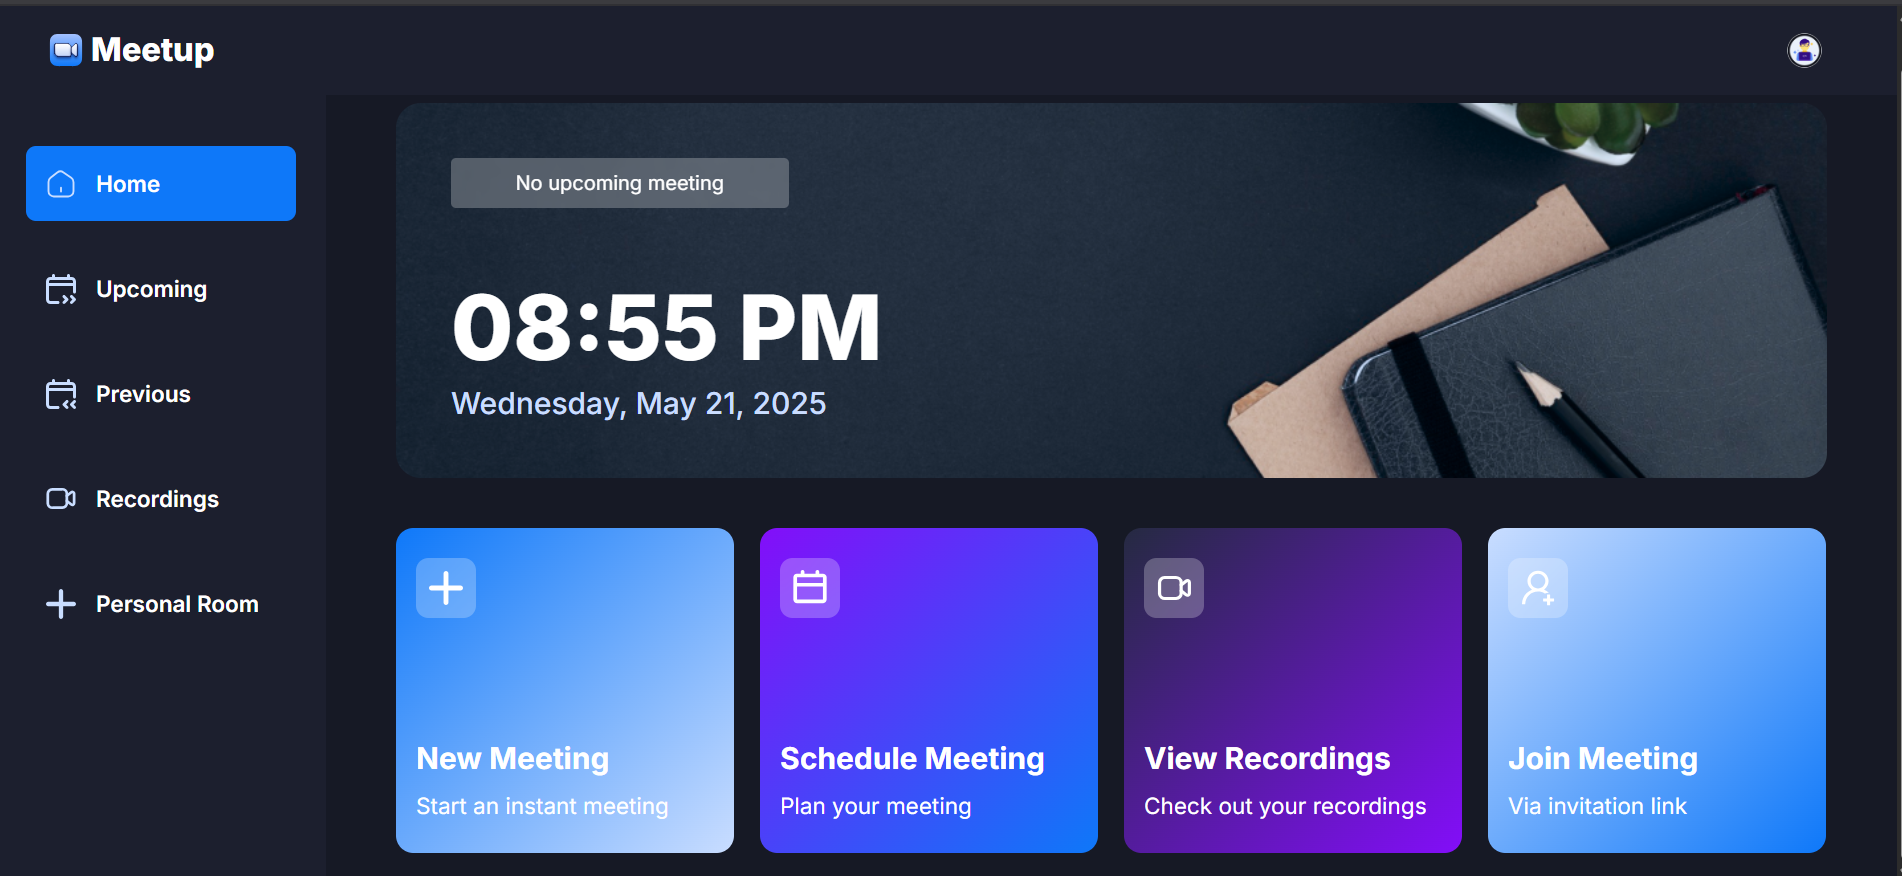 Meetup
Home
Upcoming
Previous
Recordings
Personal Room
No upcoming meeting
08:55 PM
Wednesday, May 21, 2025
New Meeting
Start an instant meeting
Schedule Meeting
Plan your meeting
View Recordings
Check out your recordings
Join Meeting
Via invitation link